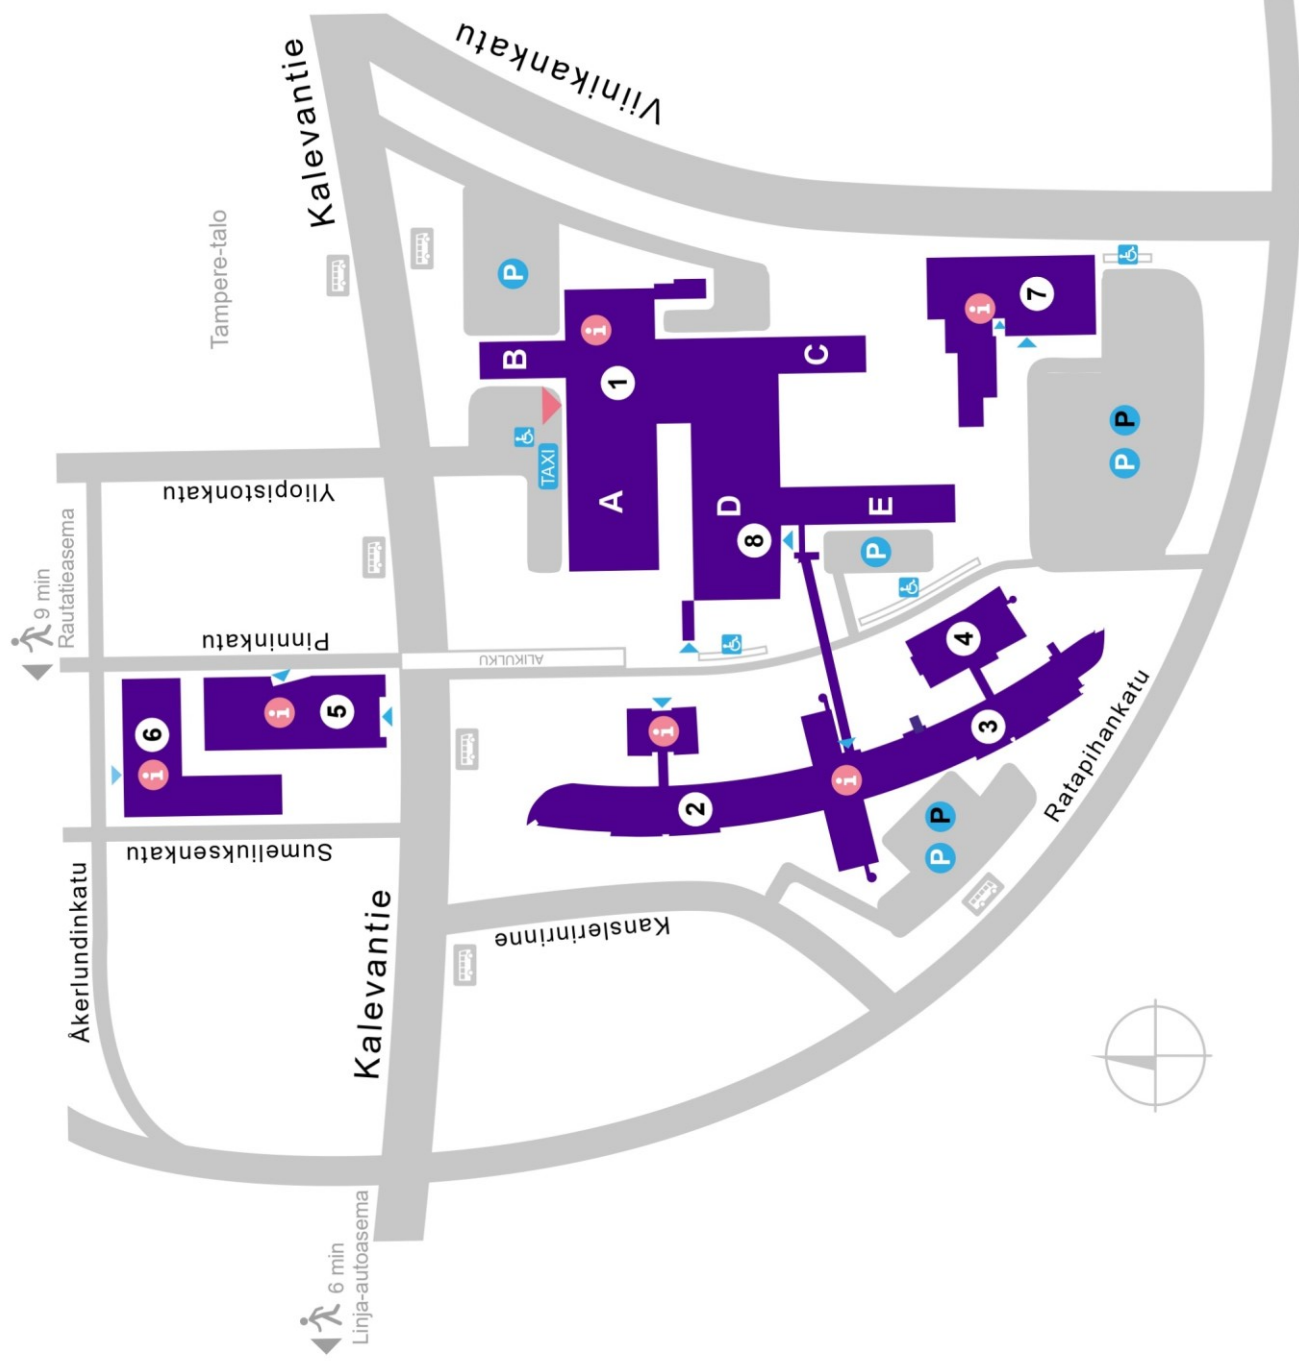 Kalevantie
Viinikankatu
Tampere-talo
P
B
i
1
C
i
7
TAXI
P
P
Yliopistonkatu
A
D
8
E
P
9 min
Rautatieasema
Pinninkatu
ALIKULKU
4
6
i
i
5
i
2
i
3
P
P
Ratapihankatu
Sumeliuksenkatu
Åkerlundinkatu
Kalevantie
Kanslerinrinne
6 min
Linja-autoasema